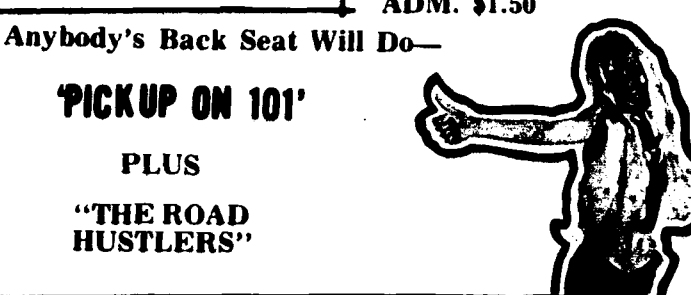 ADM. $1.50
Anybody's Back Seat Will Do—
'PICKUP ON 101'
PLUS
"THE ROAD
HUSTLERS"